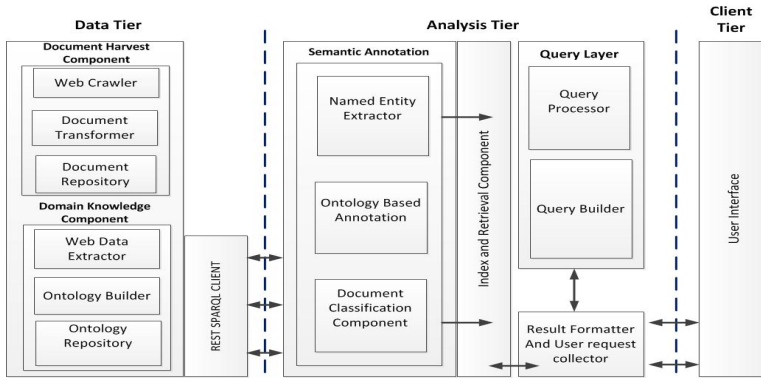 Data Tier
Analysis Tier
Client
Tier
Document Harvest
Component
Web Crawler
Document
Transformer
Document
Repository
Domain Knowledge
Component
Web Data
Extractor
Ontology Builder
Ontology
Repository
REST SPARQL CLIENT
Semantic Annotation
Named Entity
Extractor
Ontology Based
Annotation
Document
Classification
Component
Index and Retrieval Component
Query Layer
Query
Processor
Query Builder
Result Formatter
And User request
collector
User Interface